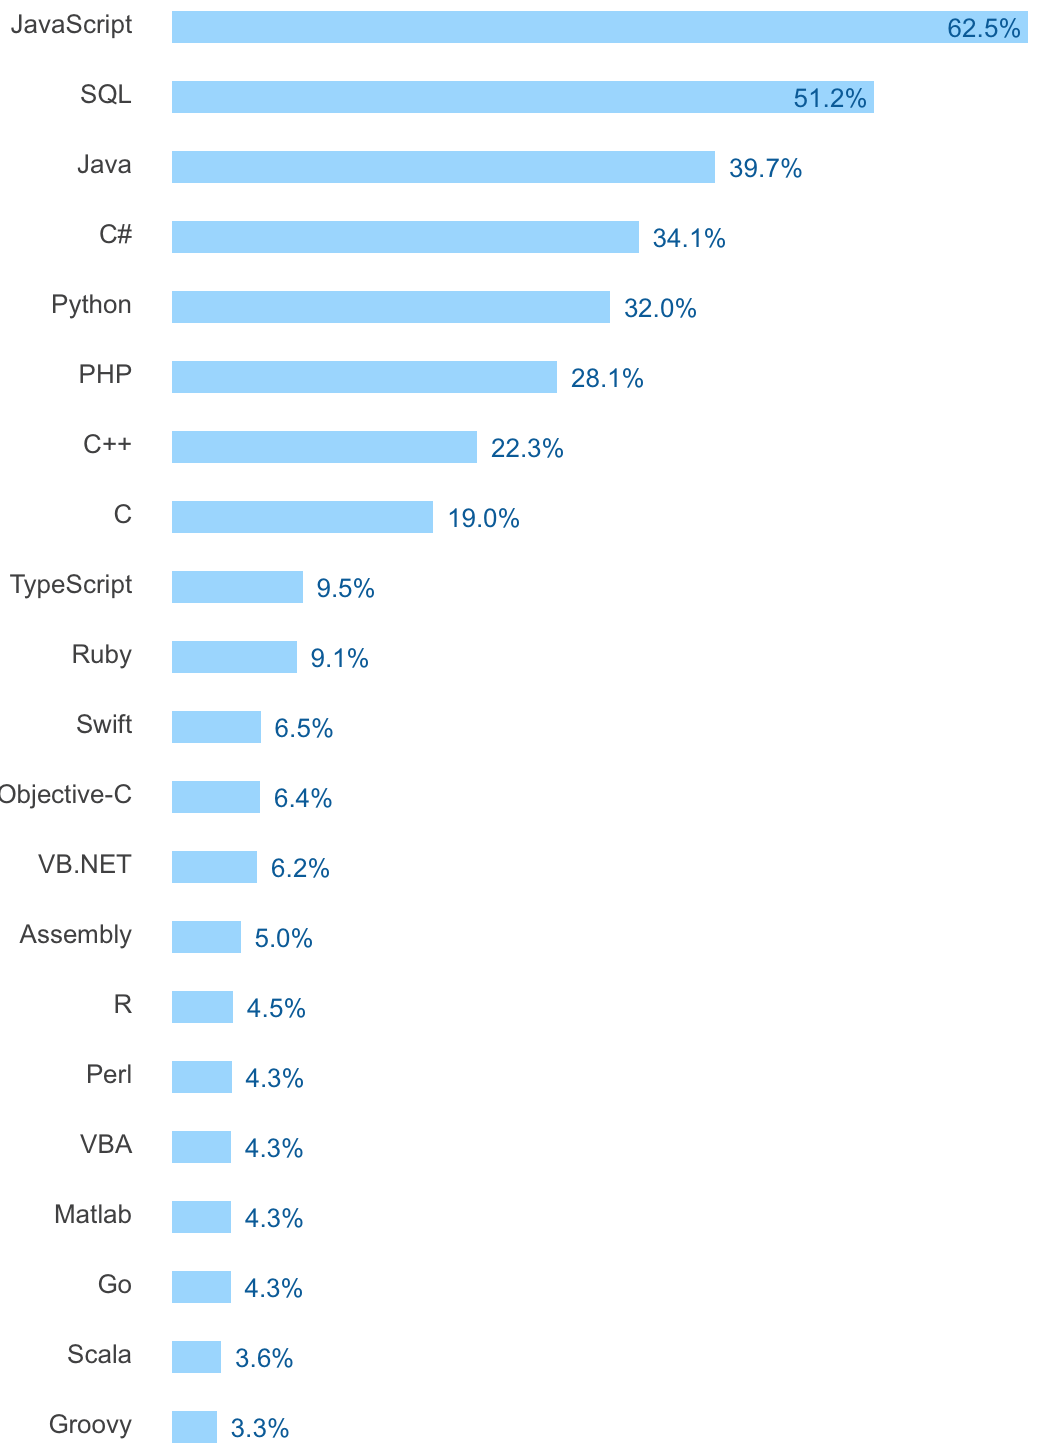 JavaScript 62.5%
SQL 51.2%
Java 39.7%
C# 34.1%
Python 32.0%
PHP 28.1%
C++ 22.3%
C 19.0%
TypeScript 9.5%
Ruby 9.1%
Swift 6.5%
Objective-C 6.4%
VB.NET 6.2%
Assembly 5.0%
R 4.5%
Perl 4.3%
VBA 4.3%
Matlab 4.3%
Go 4.3%
Scala 3.6%
Groovy 3.3%